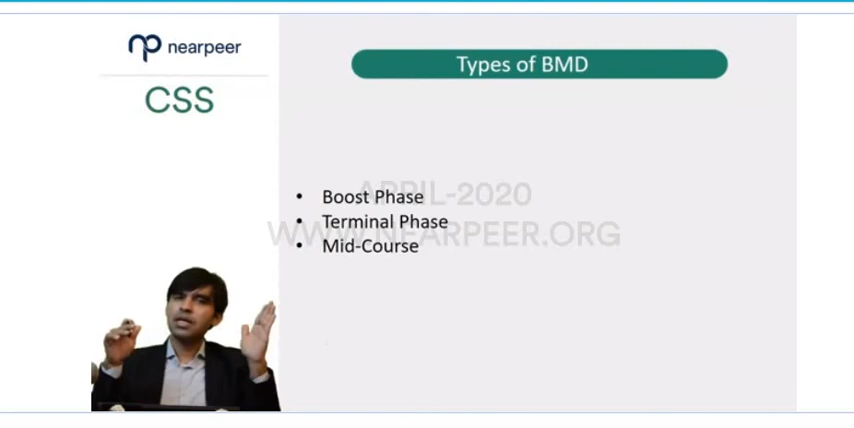 nearpeer
CSS
Types of BMD
APRIL-2020
• Boost Phase
• Terminal Phase
WWW.NEARPEER.ORG
• Mid-Course